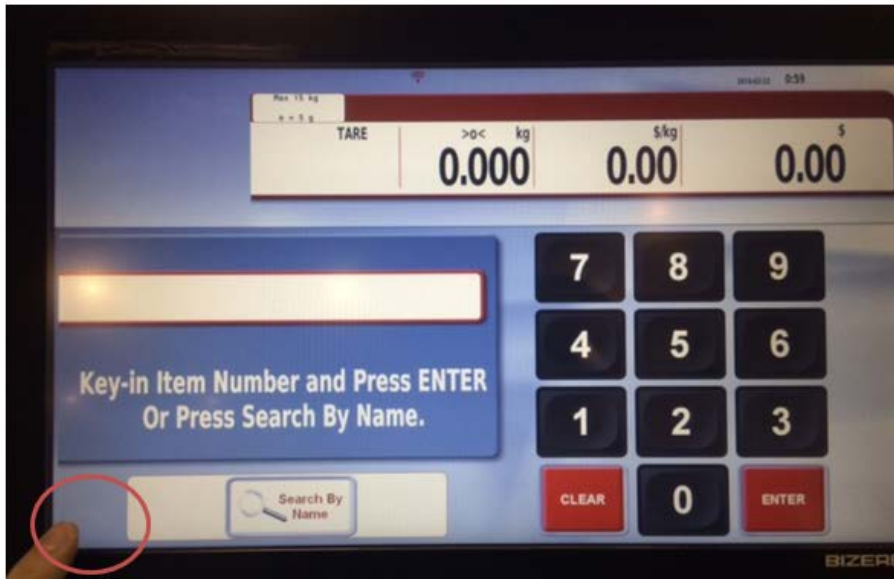 0:59
Max 15 kg
e = 5 g
TARE >o< kg $/kg $
0.000 0.00 0.00
7 8 9
4 5 6
Key-in Item Number and Press ENTER
Or Press Search By Name.
1 2 3
Search By
Name
CLEAR 0 ENTER